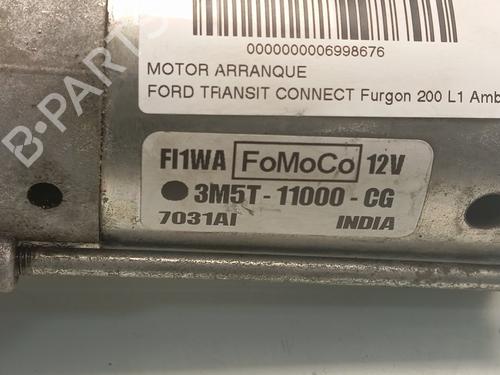 0000000006998676
MOTOR ARRANQUE
FORD TRANSIT CONNECT Furgon 200 L1 Amb
FI1WA FoMoCo 12V
3M5T-11000-CG
7031AI INDIA
B-PARTS